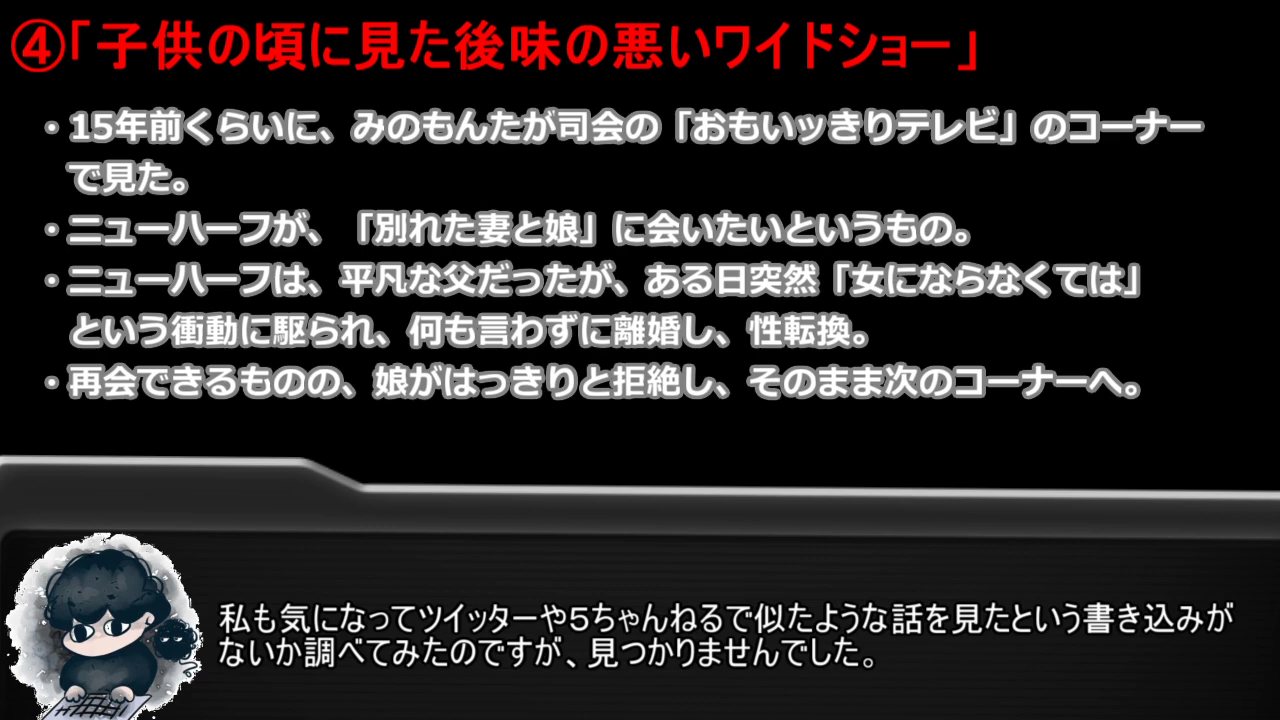 ④「子供の頃に見た後味の悪いワイドショー」
・15年前くらいに、みのもんたが司会の「おもいッきりテレビ」のコーナー
で見た。
・ニューハーフが、「別れた妻と娘」に会いたいというもの。
・ニューハーフは、平凡な父だったが、ある日突然「女にならなくては」
という衝動に駆られ、何も言わずに離婚し、性転換。
・再会できるものの、娘がはっきりと拒絶し、そのまま次のコーナーへ。
私も気になってツイッターや5ちゃんねるで似たような話を見たという書き込みが
ないか調べてみたのですが、見つかりませんでした。